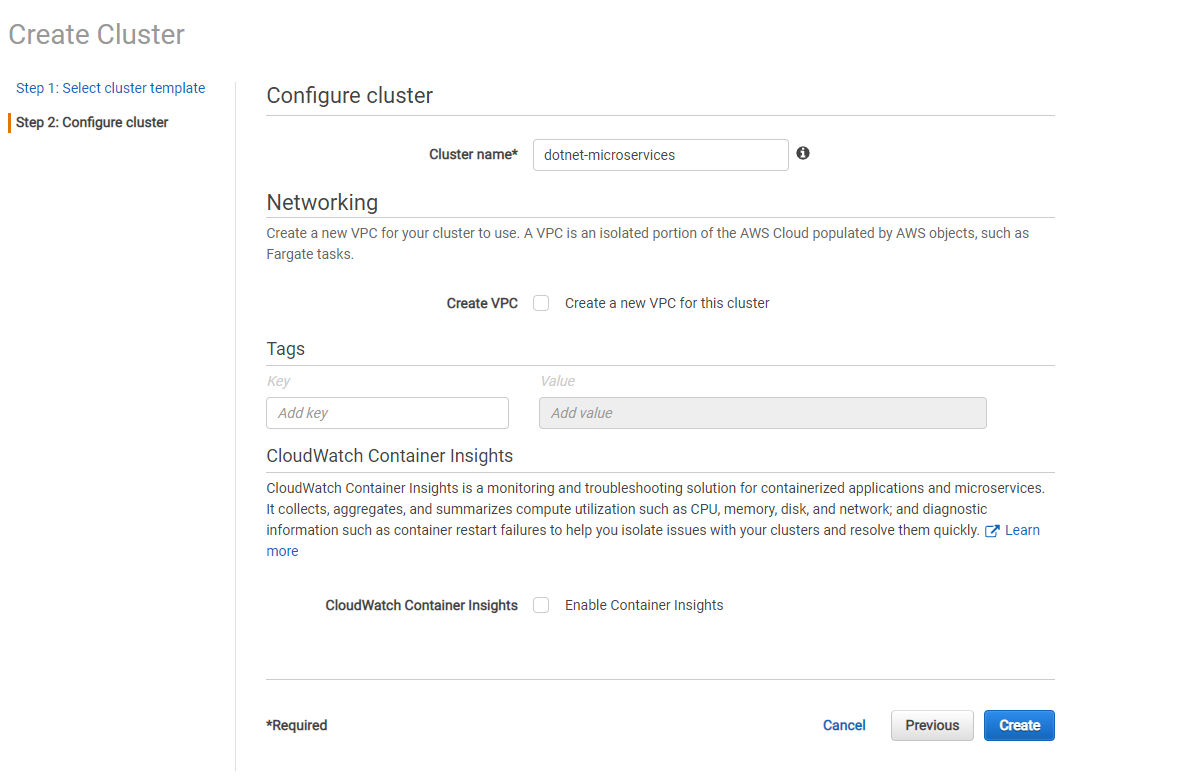 Create Cluster
Step 1: Select cluster template
Step 2: Configure cluster
Configure cluster
Cluster name* dotnet-microservices
Networking
Create a new VPC for your cluster to use. A VPC is an isolated portion of the AWS Cloud populated by AWS objects, such as
Fargate tasks.
Create VPC Create a new VPC for this cluster
Tags
Key Value
Add key Add value
CloudWatch Container Insights
CloudWatch Container Insights is a monitoring and troubleshooting solution for containerized applications and microservices.
It collects, aggregates, and summarizes compute utilization such as CPU, memory, disk, and network; and diagnostic
information such as container restart failures to help you isolate issues with your clusters and resolve them quickly. Learn
more
CloudWatch Container Insights Enable Container Insights
*Required Cancel Previous Create